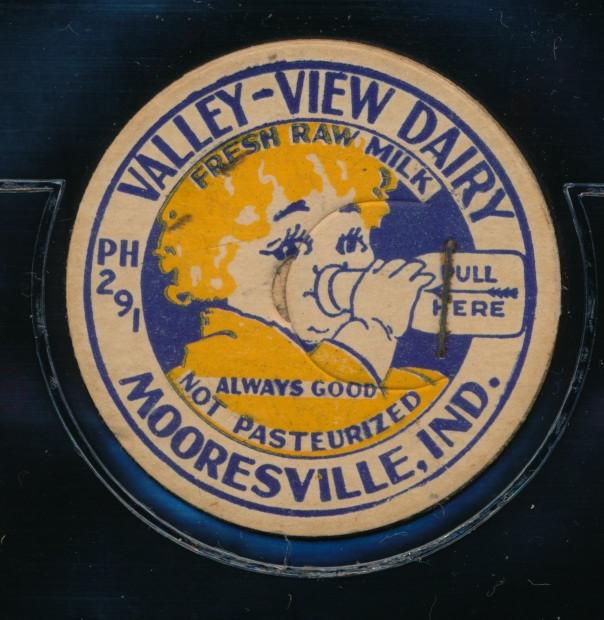 VALLEY-VIEW DAIRY
FRESH RAW MILK
PH
291
PULL
HERE
ALWAYS GOOD
NOT PASTEURIZED
MOORESVILLE, IND.